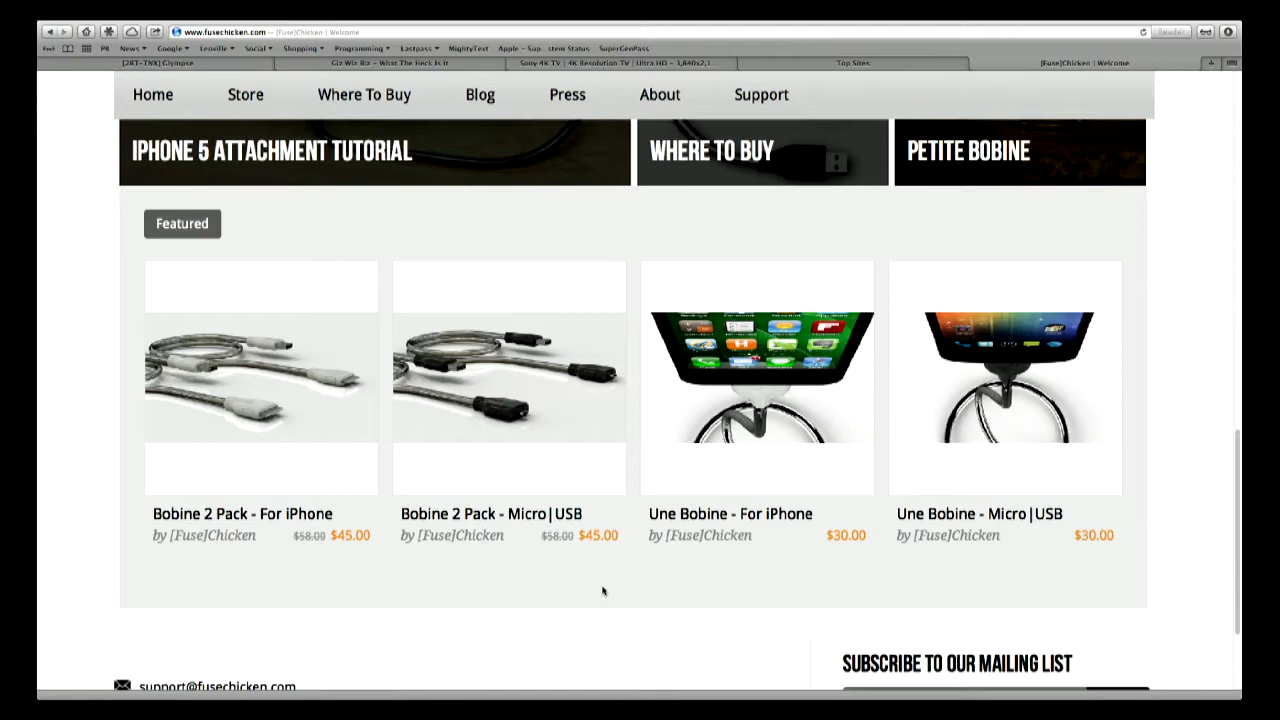 www.fusechicken.com — [Fuse]Chicken | Welcome
Reader
News Google Leoville Social Shopping Programming Lastpass MightyText Apple – Sup...stem Status SuperGenPass
[2BT-TNX] Glympse
Giz Wiz Biz – What The Heck Is It
Sony 4K TV | 4K Resolution TV | Ultra HD – 3,840x2,1...
Top Sites
[Fuse]Chicken | Welcome
Home Store Where To Buy Blog Press About Support
IPHONE 5 ATTACHMENT TUTORIAL
WHERE TO BUY
PETITE BOBINE
Featured
Bobine 2 Pack - For iPhone
by [Fuse]Chicken $58.00 $45.00
Bobine 2 Pack - Micro|USB
by [Fuse]Chicken $58.00 $45.00
Une Bobine - For iPhone
by [Fuse]Chicken $30.00
Une Bobine - Micro|USB
by [Fuse]Chicken $30.00
SUBSCRIBE TO OUR MAILING LIST
support@fusechicken.com